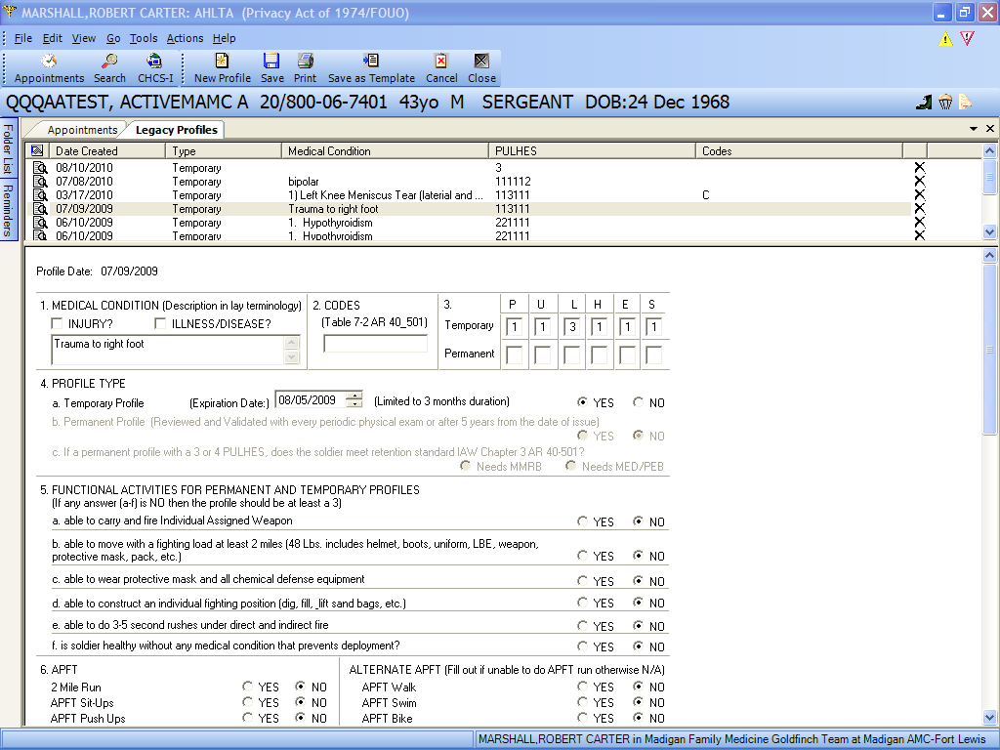 MARSHALL,ROBERT CARTER: AHLTA (Privacy Act of 1974/FOUO)
File Edit View Go Tools Actions Help
Appointments Search CHCS-I New Profile Save Print Save as Template Cancel Close
QQQAATEST, ACTIVEMAMC A 20/800-06-7401 43yo M SERGEANT DOB:24 Dec 1968
Folder List
Reminders
Appointments Legacy Profiles
Date Created Type Medical Condition PULHES Codes
08/10/2010 Temporary 3
07/08/2010 Temporary bipolar 111112
03/17/2010 Temporary 1) Left Knee Meniscus Tear (laterial and ... 113111 C
07/09/2009 Temporary Trauma to right foot 113111
06/10/2009 Temporary 1. Hypothyroidism 221111
06/10/2009 Temporary 1. Hypothyroidism 221111
Profile Date: 07/09/2009
1. MEDICAL CONDITION (Description in lay terminology) 2. CODES 3. P U L H E S
INJURY? ILLNESS/DISEASE? (Table 7-2 AR 40_501) Temporary 1 1 3 1 1 1
Trauma to right foot
Permanent
4. PROFILE TYPE
a. Temporary Profile (Expiration Date:) 08/05/2009 (Limited to 3 months duration) YES NO
b. Permanent Profile (Reviewed and Validated with every periodic physical exam or after 5 years from the date of issue)
YES NO
c. If a permanent profile with a 3 or 4 PULHES, does the soldier meet retention standard IAW Chapter 3 AR 40-501?
Needs MMRB Needs MED/PEB
5. FUNCTIONAL ACTIVITIES FOR PERMANENT AND TEMPORARY PROFILES
(If any answer (a-f) is NO then the profile should be at least a 3)
a. able to carry and fire Individual Assigned Weapon YES NO
b. able to move with a fighting load at least 2 miles (48 Lbs. includes helmet, boots, uniform, LBE, weapon,
protective mask, pack, etc.) YES NO
c. able to wear protective mask and all chemical defense equipment YES NO
d. able to construct an individual fighting position (dig, fill, _lift sand bags, etc.) YES NO
e. able to do 3-5 second rushes under direct and indirect fire YES NO
f. is soldier healthy without any medical condition that prevents deployment? YES NO
6. APFT ALTERNATE APFT (Fill out if unable to do APFT run otherwise N/A)
2 Mile Run YES NO APFT Walk YES NO
APFT Sit-Ups YES NO APFT Swim YES NO
APFT Push Ups YES NO APFT Bike YES NO
MARSHALL,ROBERT CARTER in Madigan Family Medicine Goldfinch Team at Madigan AMC-Fort Lewis